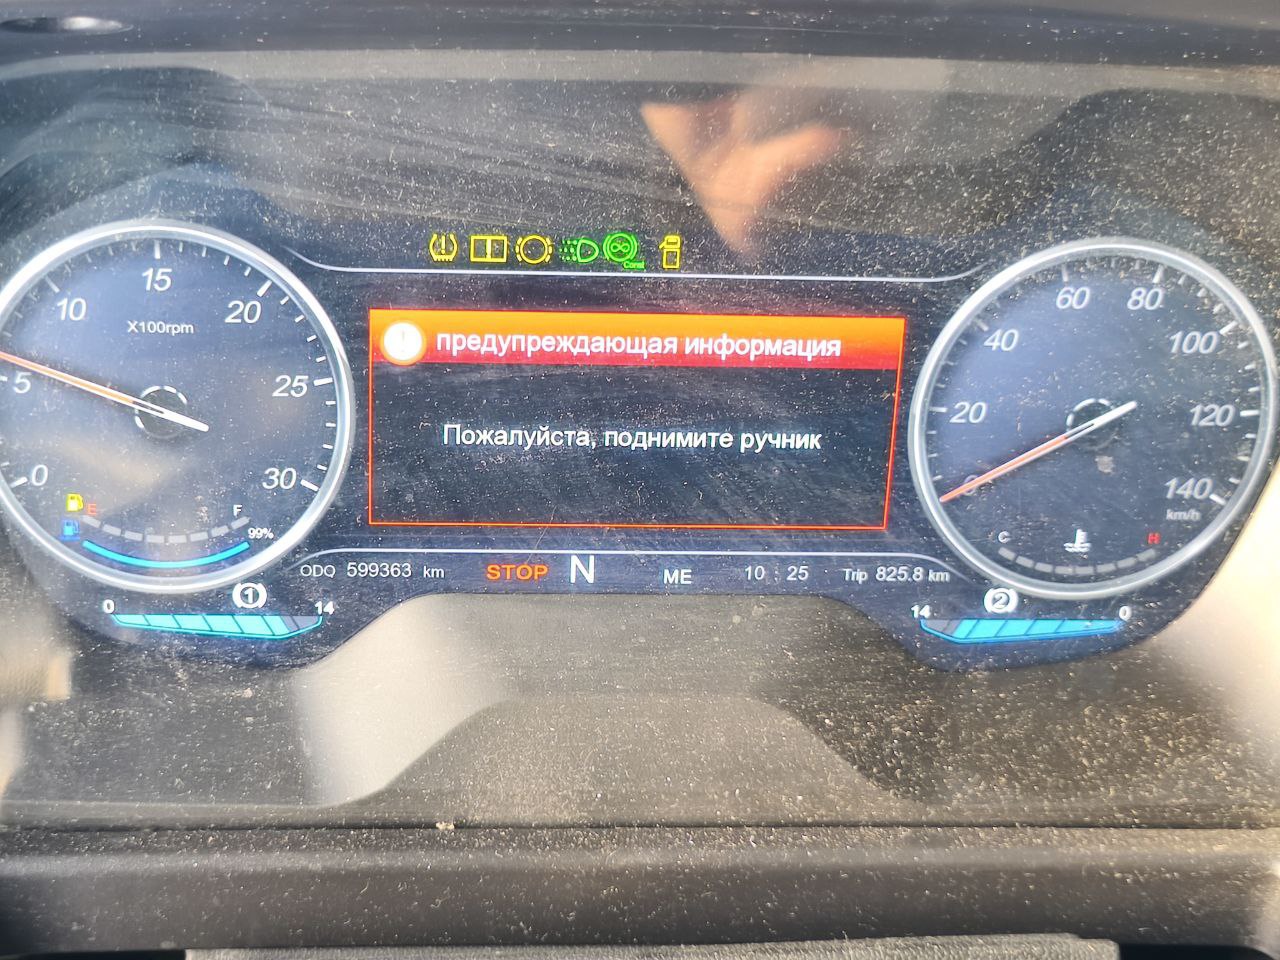 10
15
20
X100rpm
5
25
0
30
E
F
99%
Const
предупреждающая информация
Пожалуйста, поднимите ручник
60
80
40
100
20
120
0
140
km/h
C
H
ODO 599363 km
STOP
N
ME
10 : 25
Trip 825.8 km
1
0
14
2
14
0